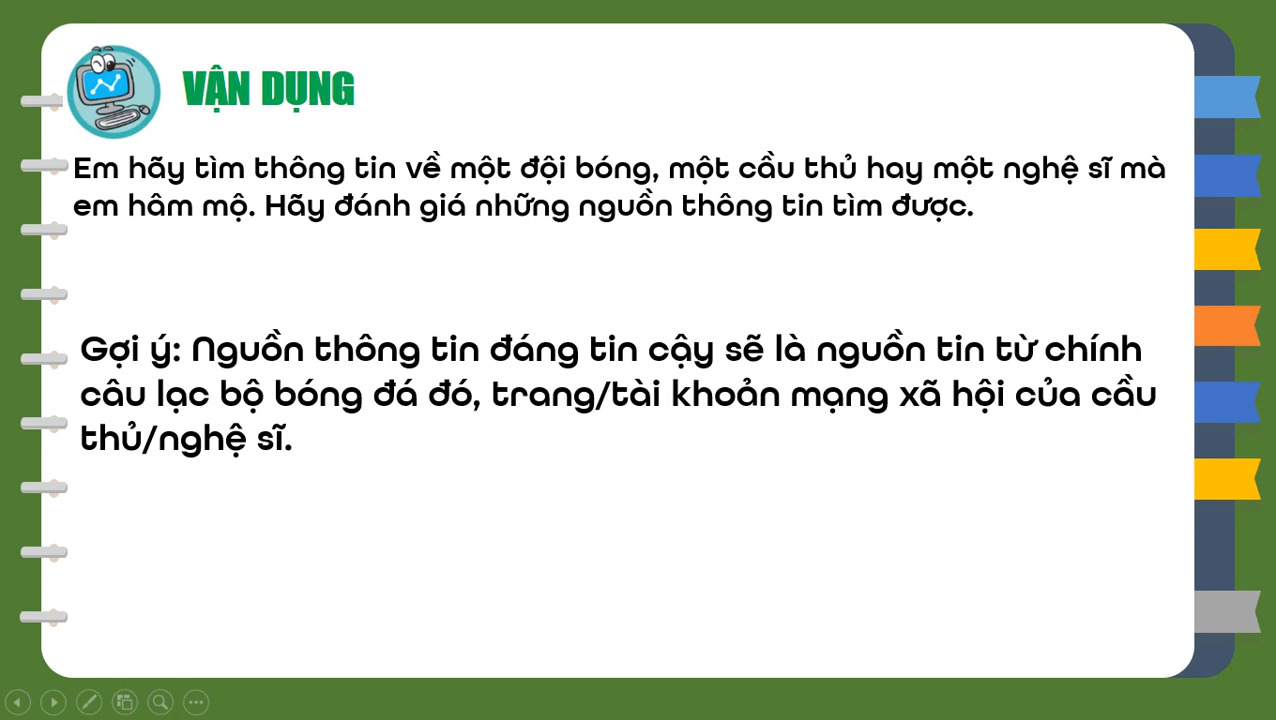 VẬN DỤNG
Em hãy tìm thông tin về một đội bóng, một cầu thủ hay một nghệ sĩ mà
em hâm mộ. Hãy đánh giá những nguồn thông tin tìm được.
Gợi ý: Nguồn thông tin đáng tin cậy sẽ là nguồn tin từ chính
câu lạc bộ bóng đá đó, trang/tài khoản mạng xã hội của cầu
thủ/nghệ sĩ.